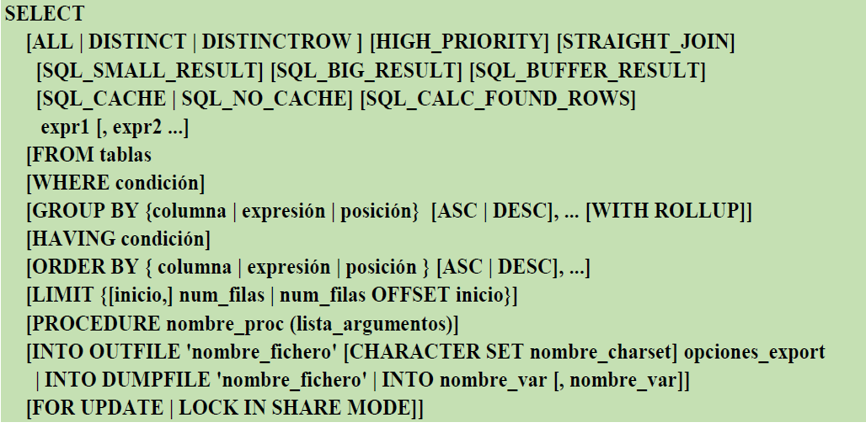 SELECT
[ALL | DISTINCT | DISTINCTROW ] [HIGH_PRIORITY] [STRAIGHT_JOIN]
[SQL_SMALL_RESULT] [SQL_BIG_RESULT] [SQL_BUFFER_RESULT]
[SQL_CACHE | SQL_NO_CACHE] [SQL_CALC_FOUND_ROWS]
expr1 [, expr2 ...]
[FROM tablas
[WHERE condición]
[GROUP BY {columna | expresión | posición} [ASC | DESC], ... [WITH ROLLUP]]
[HAVING condición]
[ORDER BY { columna | expresión | posición } [ASC | DESC], ...]
[LIMIT {[inicio,] num_filas | num_filas OFFSET inicio}]
[PROCEDURE nombre_proc (lista_argumentos)]
[INTO OUTFILE 'nombre_fichero' [CHARACTER SET nombre_charset] opciones_export
| INTO DUMPFILE 'nombre_fichero' | INTO nombre_var [, nombre_var]]
[FOR UPDATE | LOCK IN SHARE MODE]]